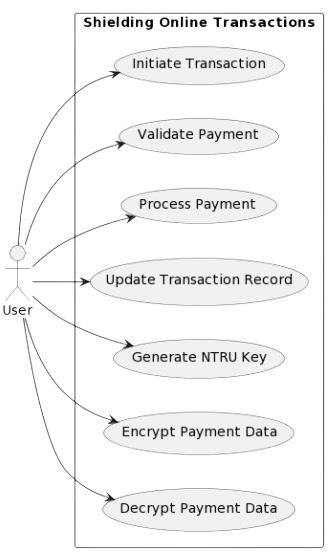 Shielding Online Transactions
Initiate Transaction
Validate Payment
Process Payment
Update Transaction Record
User
Generate NTRU Key
Encrypt Payment Data
Decrypt Payment Data